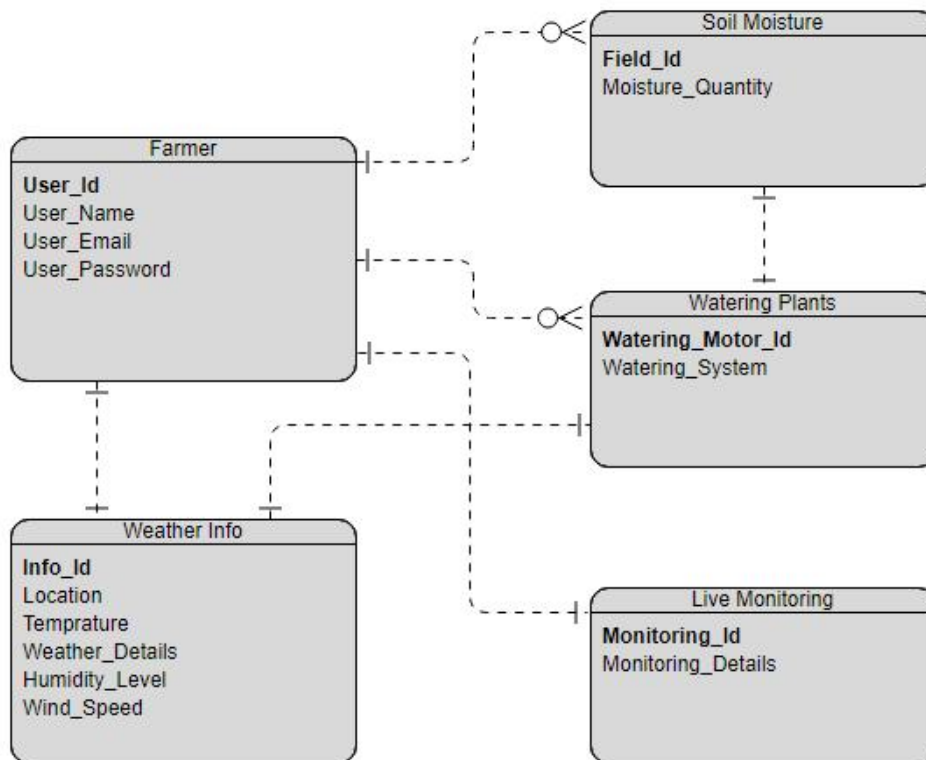 Soil Moisture
Field_Id
Moisture_Quantity
Farmer
User_Id
User_Name
User_Email
User_Password
Watering Plants
Watering_Motor_Id
Watering_System
Weather Info
Info_Id
Location
Temprature
Weather_Details
Humidity_Level
Wind_Speed
Live Monitoring
Monitoring_Id
Monitoring_Details